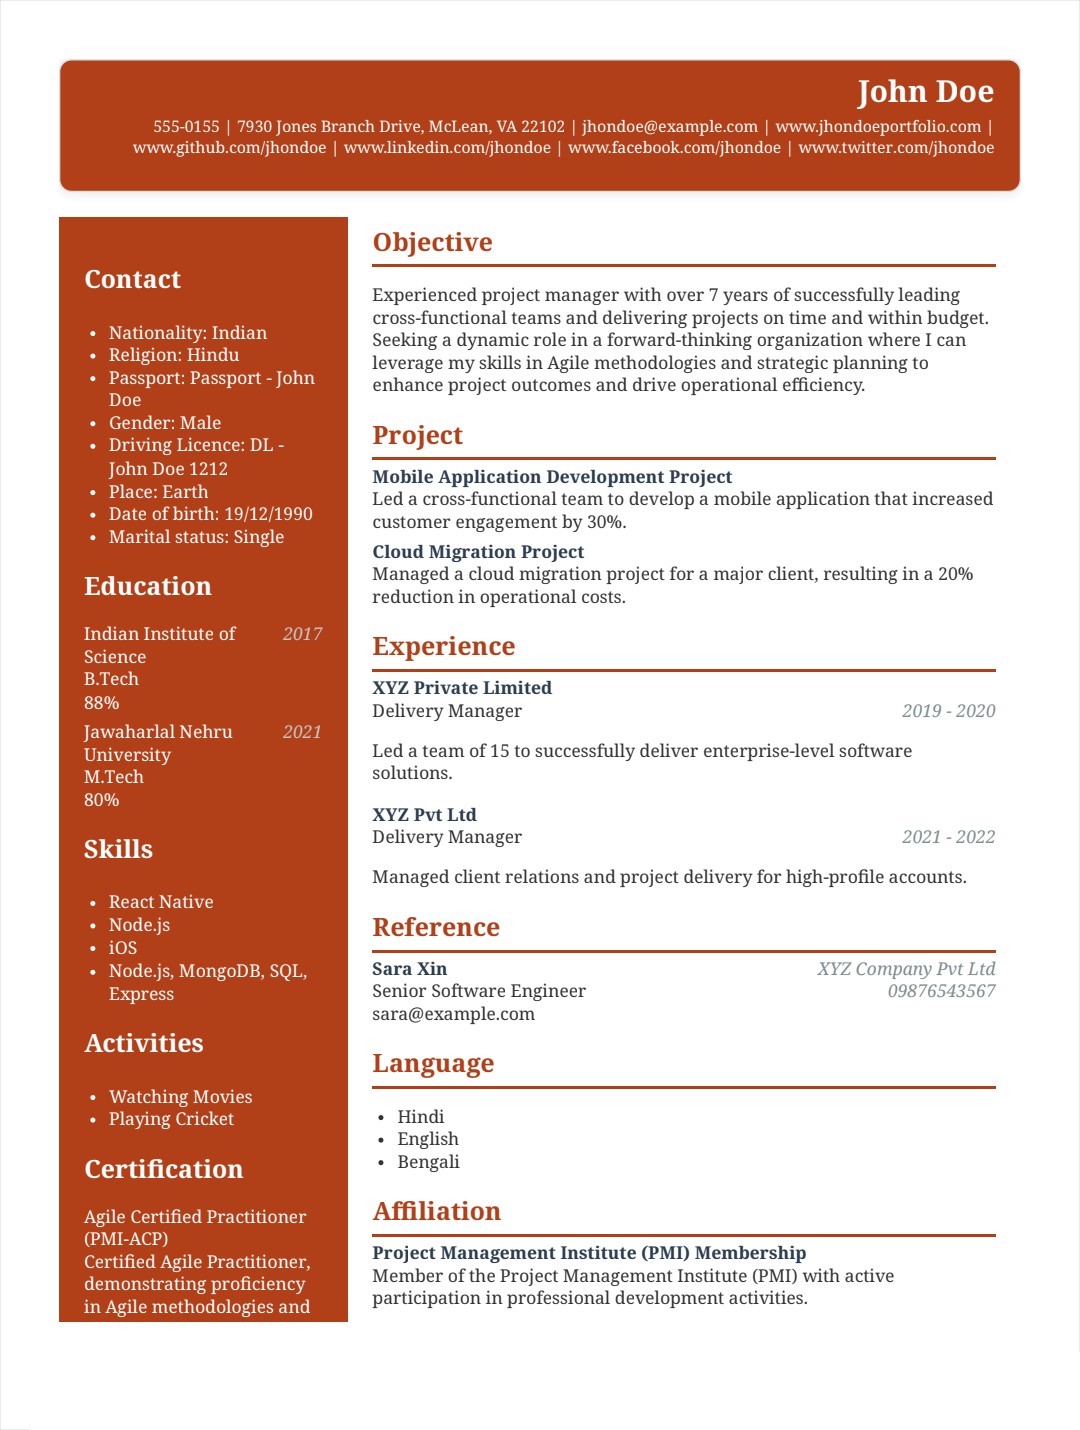 John Doe
555-0155 | 7930 Jones Branch Drive, McLean, VA 22102 | jhondoe@example.com | www.jhondoeportfolio.com |
www.github.com/jhondoe | www.linkedin.com/jhondoe | www.facebook.com/jhondoe | www.twitter.com/jhondoe
Contact
• Nationality: Indian
• Religion: Hindu
• Passport: Passport - John
Doe
• Gender: Male
• Driving Licence: DL -
John Doe 1212
• Place: Earth
• Date of birth: 19/12/1990
• Marital status: Single
Education
Indian Institute of 2017
Science
B.Tech
88%
Jawaharlal Nehru 2021
University
M.Tech
80%
Skills
• React Native
• Node.js
• iOS
• Node.js, MongoDB, SQL,
Express
Activities
• Watching Movies
• Playing Cricket
Certification
Agile Certified Practitioner
(PMI-ACP)
Certified Agile Practitioner,
demonstrating proficiency
in Agile methodologies and
Objective
Experienced project manager with over 7 years of successfully leading
cross-functional teams and delivering projects on time and within budget.
Seeking a dynamic role in a forward-thinking organization where I can
leverage my skills in Agile methodologies and strategic planning to
enhance project outcomes and drive operational efficiency.
Project
Mobile Application Development Project
Led a cross-functional team to develop a mobile application that increased
customer engagement by 30%.
Cloud Migration Project
Managed a cloud migration project for a major client, resulting in a 20%
reduction in operational costs.
Experience
XYZ Private Limited
Delivery Manager 2019 - 2020
Led a team of 15 to successfully deliver enterprise-level software
solutions.
XYZ Pvt Ltd
Delivery Manager 2021 - 2022
Managed client relations and project delivery for high-profile accounts.
Reference
Sara Xin XYZ Company Pvt Ltd
Senior Software Engineer 09876543567
sara@example.com
Language
• Hindi
• English
• Bengali
Affiliation
Project Management Institute (PMI) Membership
Member of the Project Management Institute (PMI) with active
participation in professional development activities.